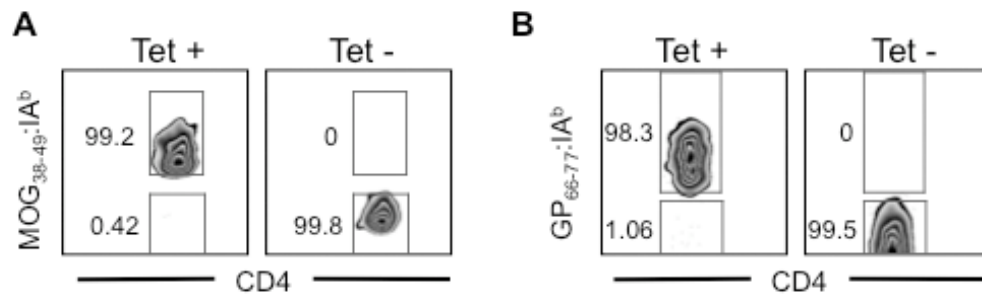 A
Tet +
Tet -
MOG38-49:IAb
99.2
0.42
0
99.8
CD4
B
Tet +
Tet -
GP66-77:IAb
98.3
1.06
0
99.5
CD4